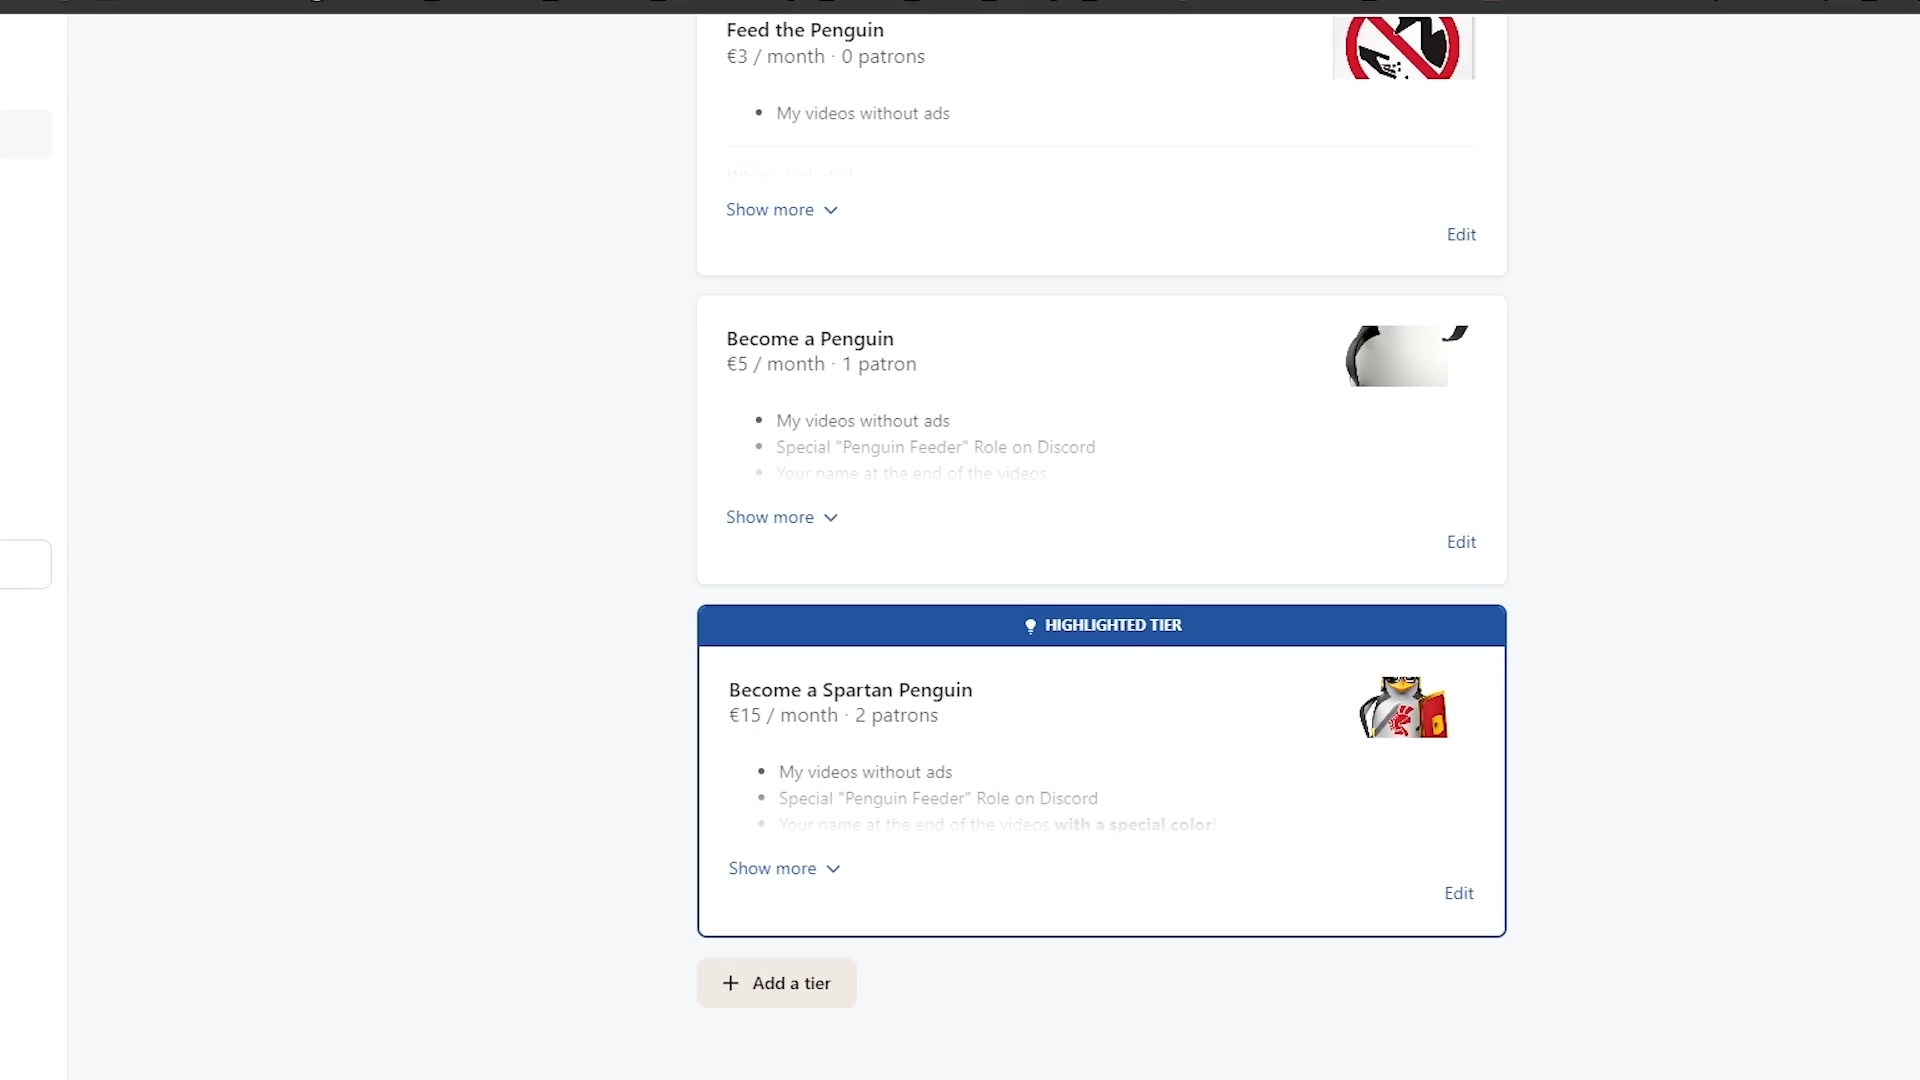 Feed the Penguin
€3 / month · 0 patrons
My videos without ads
Show more
Edit
Become a Penguin
€5 / month · 1 patron
My videos without ads
Special "Penguin Feeder" Role on Discord
Your name at the end of the videos
Show more
Edit
HIGHLIGHTED TIER
Become a Spartan Penguin
€15 / month · 2 patrons
My videos without ads
Special "Penguin Feeder" Role on Discord
Your name at the end of the videos with a special color!
Show more
Edit
+ Add a tier